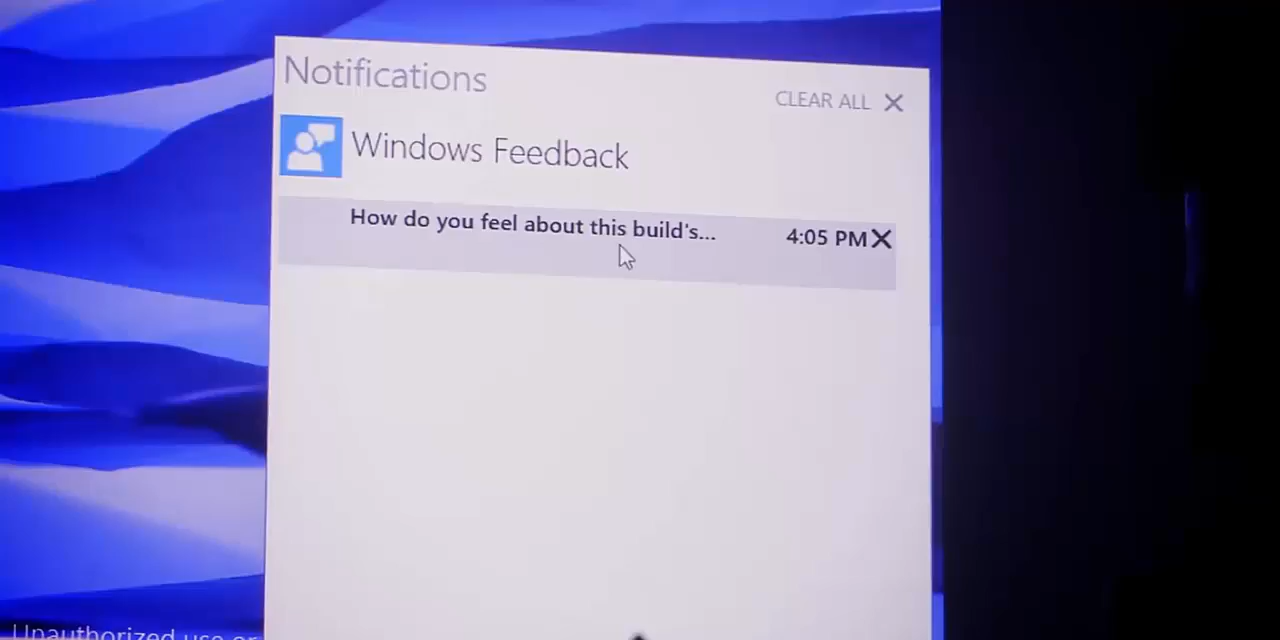 Notifications
CLEAR ALL
Windows Feedback
How do you feel about this build's...
4:05 PM
Unauthorized use or